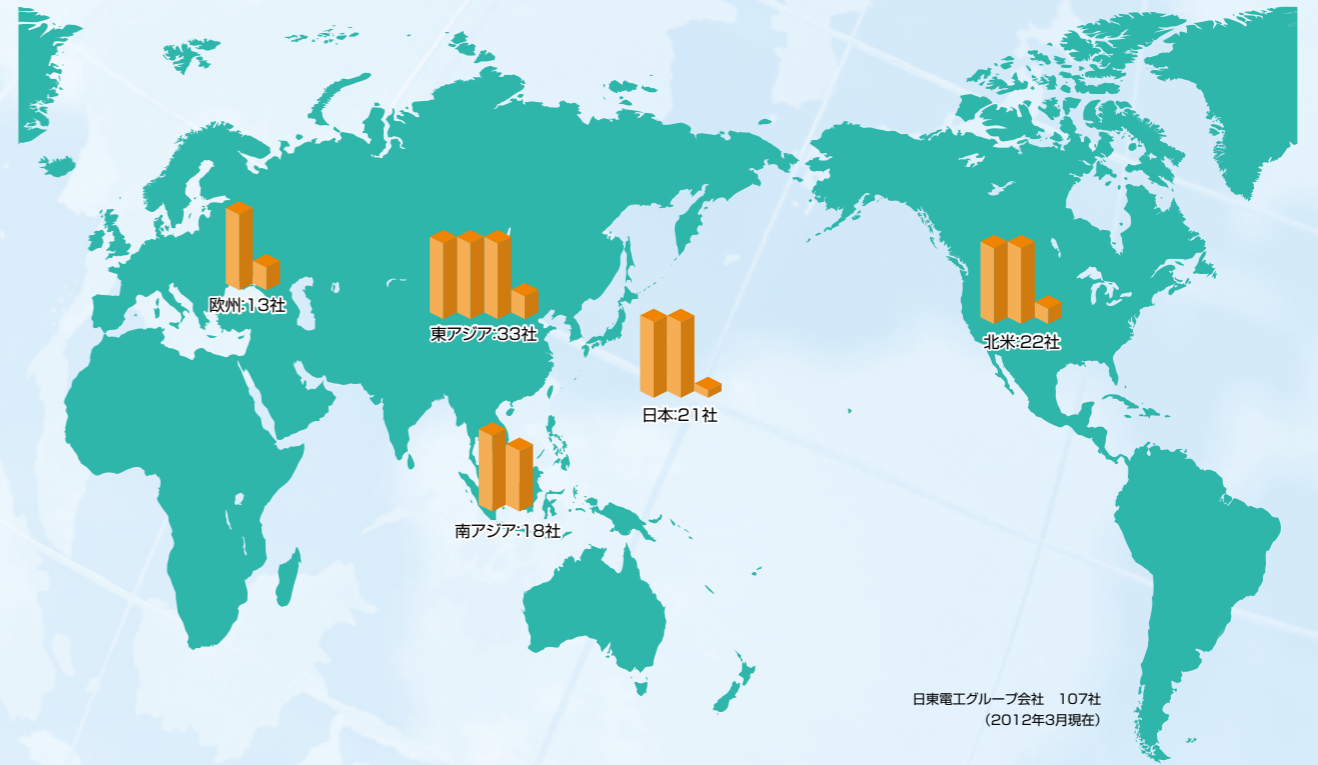 欧州:13社
東アジア:33社
北米:22社
日本:21社
南アジア:18社
日東電工グループ会社　107社
（2012年3月現在）